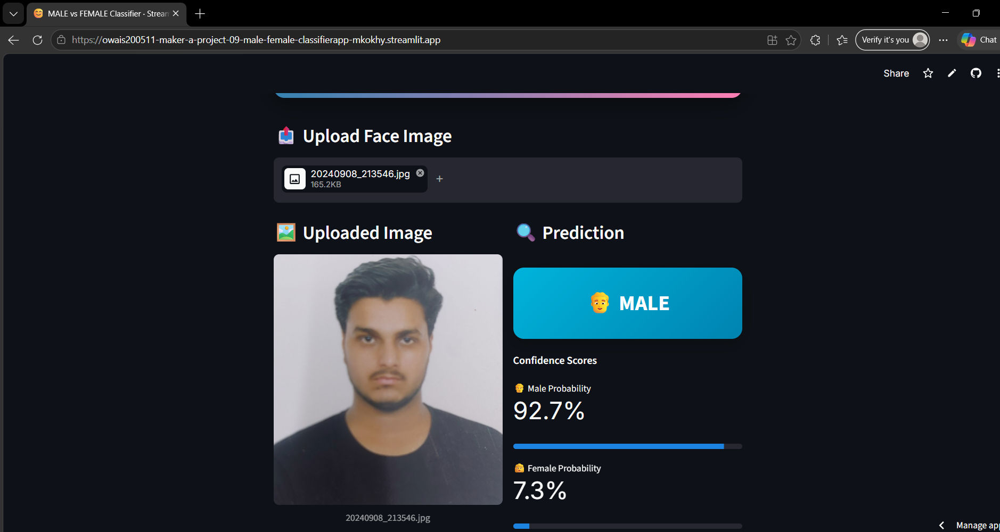 MALE vs FEMALE Classifier · Stream
https://owais200511-maker-a-project-09-male-female-classifierapp-mkokhy.streamlit.app
Verify it's you
Chat
Share
Upload Face Image
20240908_213546.jpg
165.2KB
Uploaded Image
Prediction
MALE
Confidence Scores
Male Probability
92.7%
Female Probability
7.3%
20240908_213546.jpg
Manage app